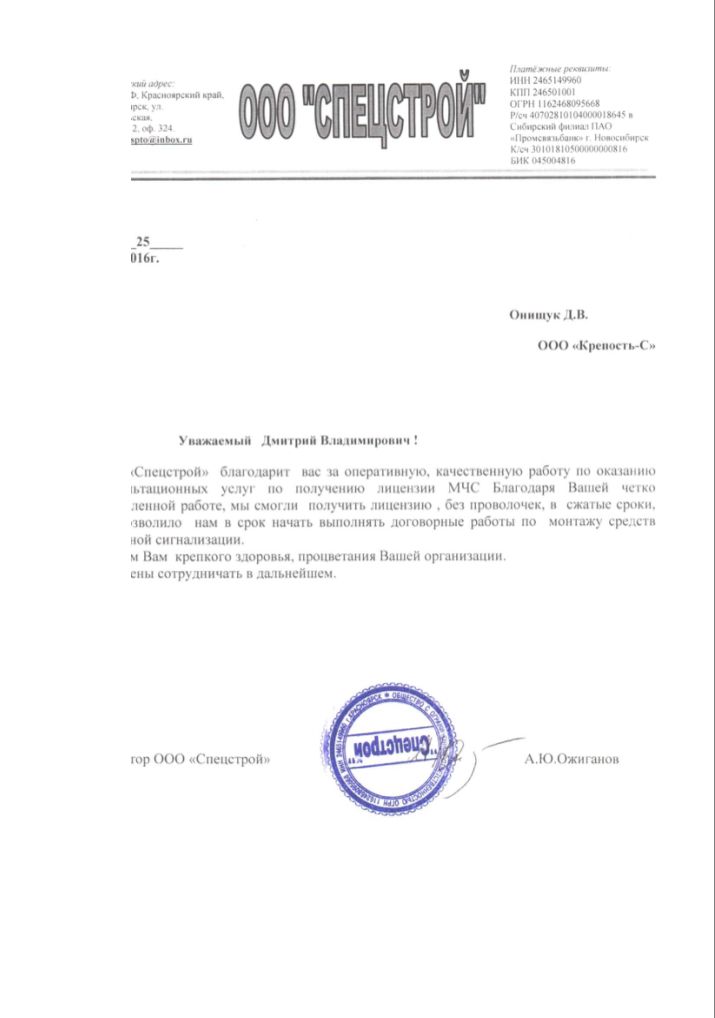 ский адрес:
Ф, Красноярский край,
ярск, ул.
ская,
2, оф. 324.
spto@inbox.ru
ООО "СПЕЦСТРОЙ"
Платёжные реквизиты:
ИНН 2465149960
КПП 246501001
ОГРН 1162468095668
Р/сч 40702810104000018645 в
Сибирский филиал ПАО
«Промсвязьбанк» г. Новосибирск
К/сч 30101810500000000816
БИК 045004816
_25_____
016г.
Онищук Д.В.
ООО «Крепость-С»
Уважаемый Дмитрий Владимирович !
«Спецстрой» благодарит вас за оперативную, качественную работу по оказанию
льтационных услуг по получению лицензии МЧС Благодаря Вашей четко
ленной работе, мы смогли получить лицензию , без проволочек, в сжатые сроки,
озволило нам в срок начать выполнять договорные работы по монтажу средств
ной сигнализации.
м Вам крепкого здоровья, процветания Вашей организации.
ены сотрудничать в дальнейшем.
тор ООО «Спецстрой»
"Спецстрой"
А.Ю.Ожиганов